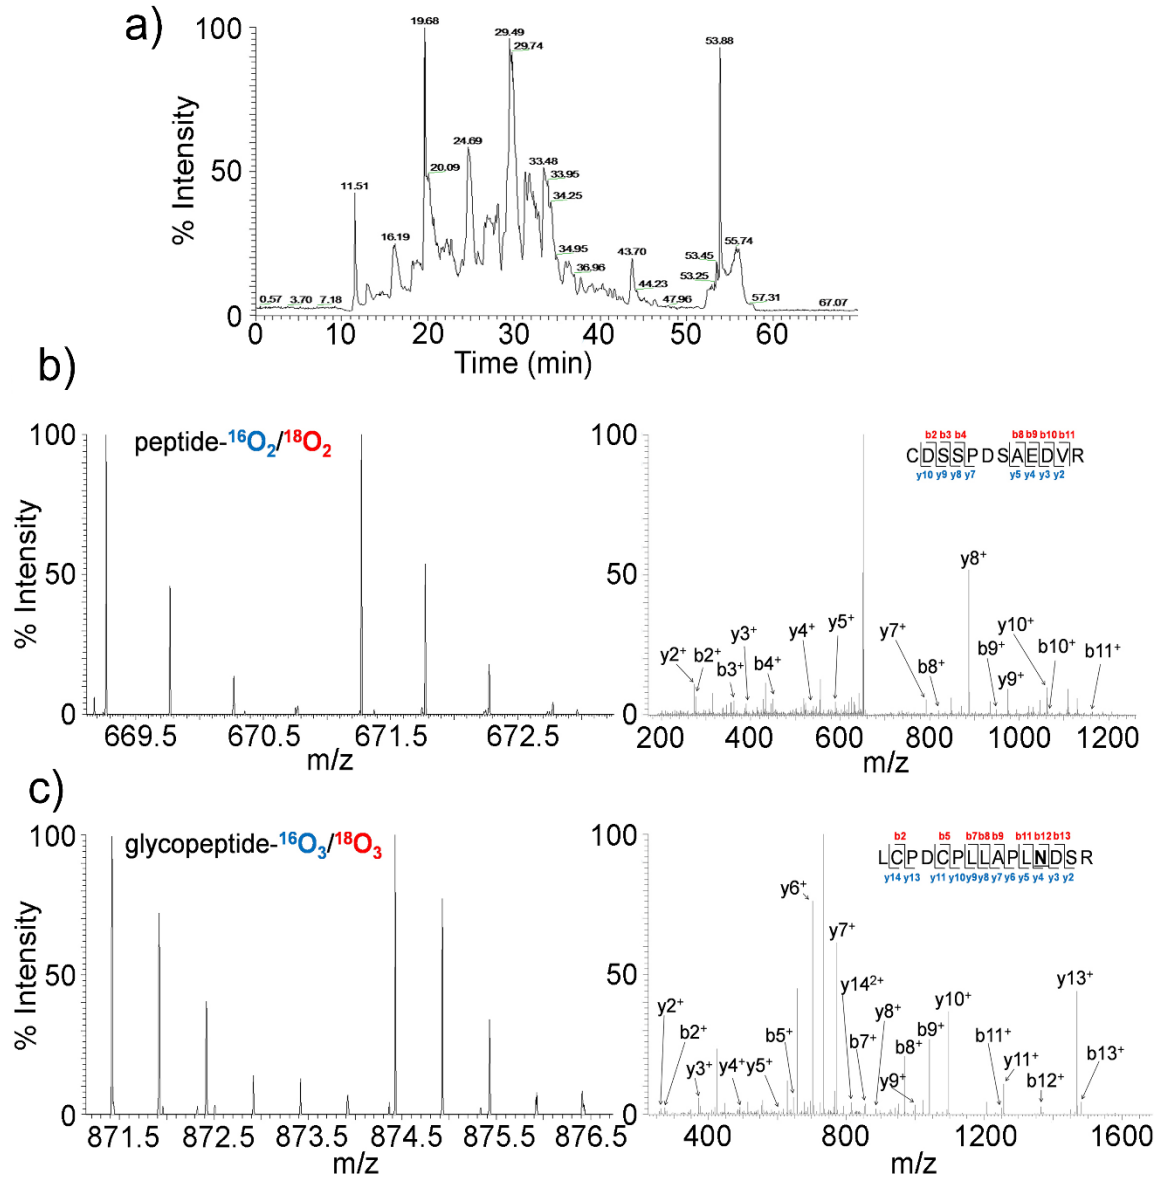 a)
% Intensity
100
50
0
0.57
3.70
7.18
11.51
16.19
19.68
20.09
24.69
29.49
29.74
33.48
33.95
34.25
34.95
36.96
43.70
44.23
47.96
53.25
53.45
53.88
55.74
57.31
67.07
0 10 20 30 40 50 60
Time (min)
b)
peptide-¹⁶O₂/¹⁸O₂
% Intensity
100
50
0
669.5 670.5 671.5 672.5
m/z
100
50
0
b2 b3 b4 b8 b9 b10 b11
CDSSPDSAEDVR
y10 y9 y8 y7 y5 y4 y3 y2
y2⁺
b2⁺
b3⁺
y3⁺
b4⁺
y4⁺
y5⁺
y7⁺
b8⁺
y8⁺
b9⁺
y9⁺
y10⁺
b10⁺
b11⁺
200 400 600 800 1000 1200
m/z
c)
glycopeptide-¹⁶O₃/¹⁸O₃
% Intensity
100
50
0
871.5 872.5 873.5 874.5 875.5 876.5
m/z
100
50
0
b2 b5 b7 b8 b9 b11 b12 b13
LCPDCPLLAPLNDSR
y14 y13 y11 y10 y9 y8 y7 y6 y5 y4 y3 y2
y2⁺
b2⁺
y3⁺
y4⁺
y5⁺
b5⁺
y6⁺
y7⁺
y14²⁺
b7⁺
y8⁺
b8⁺
y9⁺
b9⁺
y10⁺
b11⁺
y11⁺
b12⁺
y13⁺
b13⁺
400 800 1200 1600
m/z